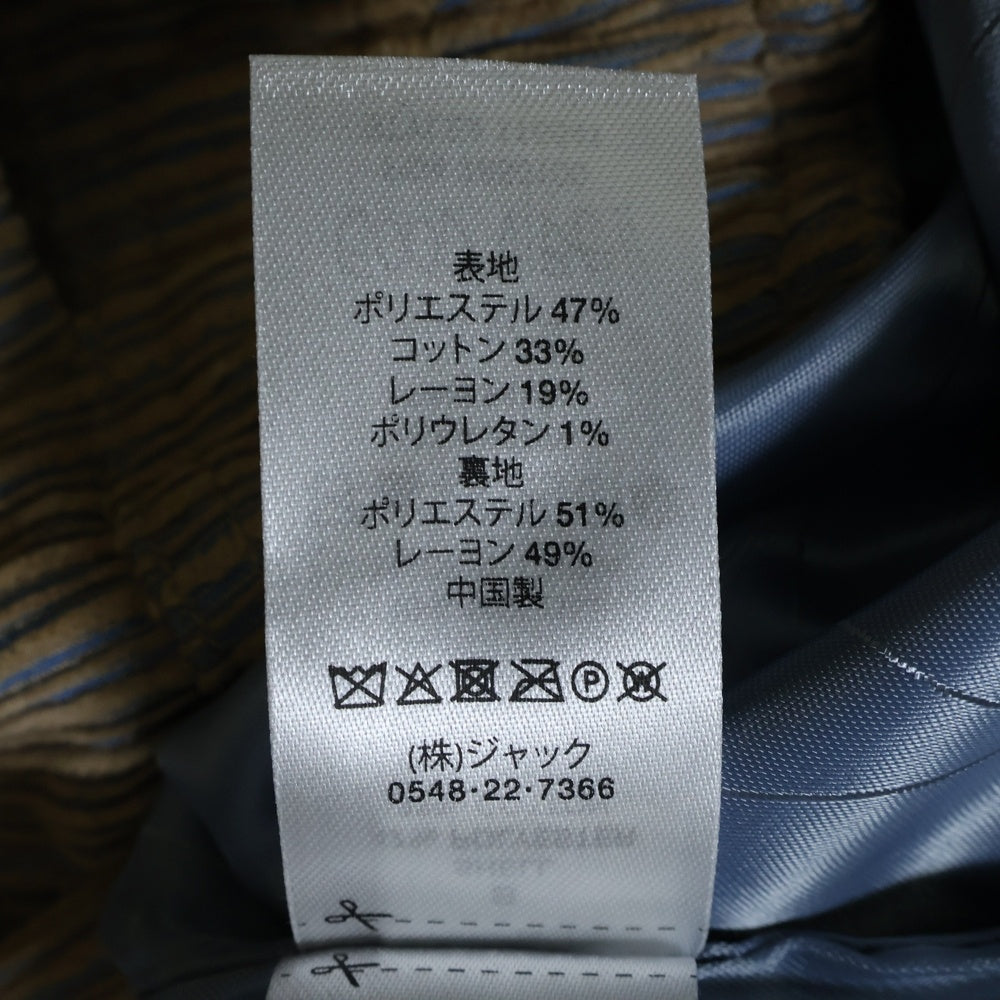 表地
ポリエステル 47%
コットン 33%
レーヨン 19%
ポリウレタン 1%
裏地
ポリエステル 51%
レーヨン 49%
中国製
P W
(株)ジャック
0548・22・7366